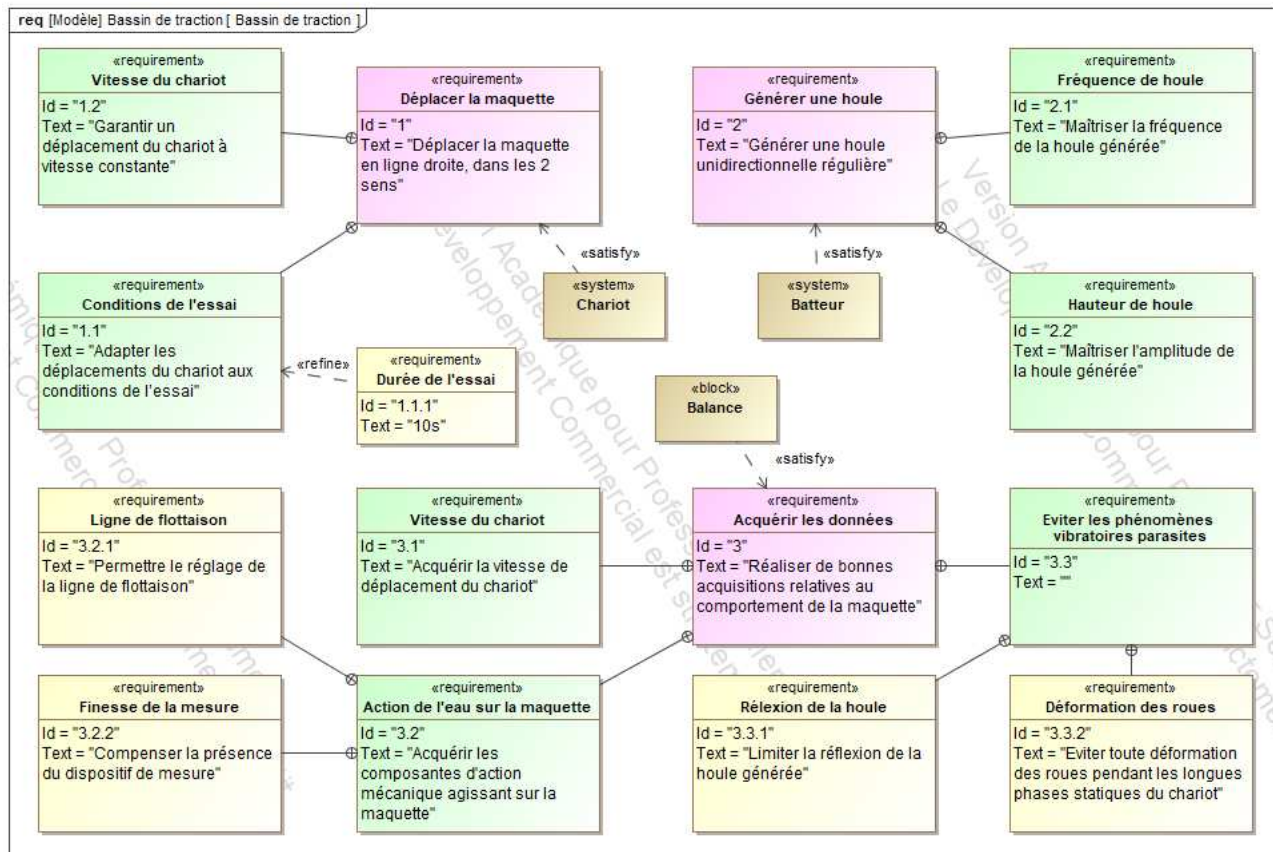 req [Modèle] Bassin de traction [ Bassin de traction ]
«requirement»
Vitesse du chariot
Id = "1.2"
Text = "Garantir un
déplacement du chariot à
vitesse constante"
«requirement»
Déplacer la maquette
Id = "1"
Text = "Déplacer la maquette
en ligne droite, dans les 2
sens"
«requirement»
Générer une houle
Id = "2"
Text = "Générer une houle
unidirectionnelle régulière"
«requirement»
Fréquence de houle
Id = "2.1"
Text = "Maîtriser la fréquence
de la houle générée"
«satisfy»
«satisfy»
«system»
Chariot
«system»
Batteur
«requirement»
Conditions de l'essai
Id = "1.1"
Text = "Adapter les
déplacements du chariot aux
conditions de l'essai"
«refine»
«requirement»
Durée de l'essai
Id = "1.1.1"
Text = "10s"
«requirement»
Hauteur de houle
Id = "2.2"
Text = "Maîtriser l'amplitude de
la houle générée"
«block»
Balance
«satisfy»
«requirement»
Ligne de flottaison
Id = "3.2.1"
Text = "Permettre le réglage de
la ligne de flottaison"
«requirement»
Vitesse du chariot
Id = "3.1"
Text = "Acquérir la vitesse de
déplacement du chariot"
«requirement»
Acquérir les données
Id = "3"
Text = "Réaliser de bonnes
acquisitions relatives au
comportement de la maquette"
«requirement»
Eviter les phénomènes
vibratoires parasites
Id = "3.3"
Text = ""
«requirement»
Finesse de la mesure
Id = "3.2.2"
Text = "Compenser la présence
du dispositif de mesure"
«requirement»
Action de l'eau sur la maquette
Id = "3.2"
Text = "Acquérir les
composantes d'action
mécanique agissant sur la
maquette"
«requirement»
Rélexion de la houle
Id = "3.3.1"
Text = "Limiter la réflexion de la
houle générée"
«requirement»
Déformation des roues
Id = "3.3.2"
Text = "Eviter toute déformation
des roues pendant les longues
phases statiques du chariot"